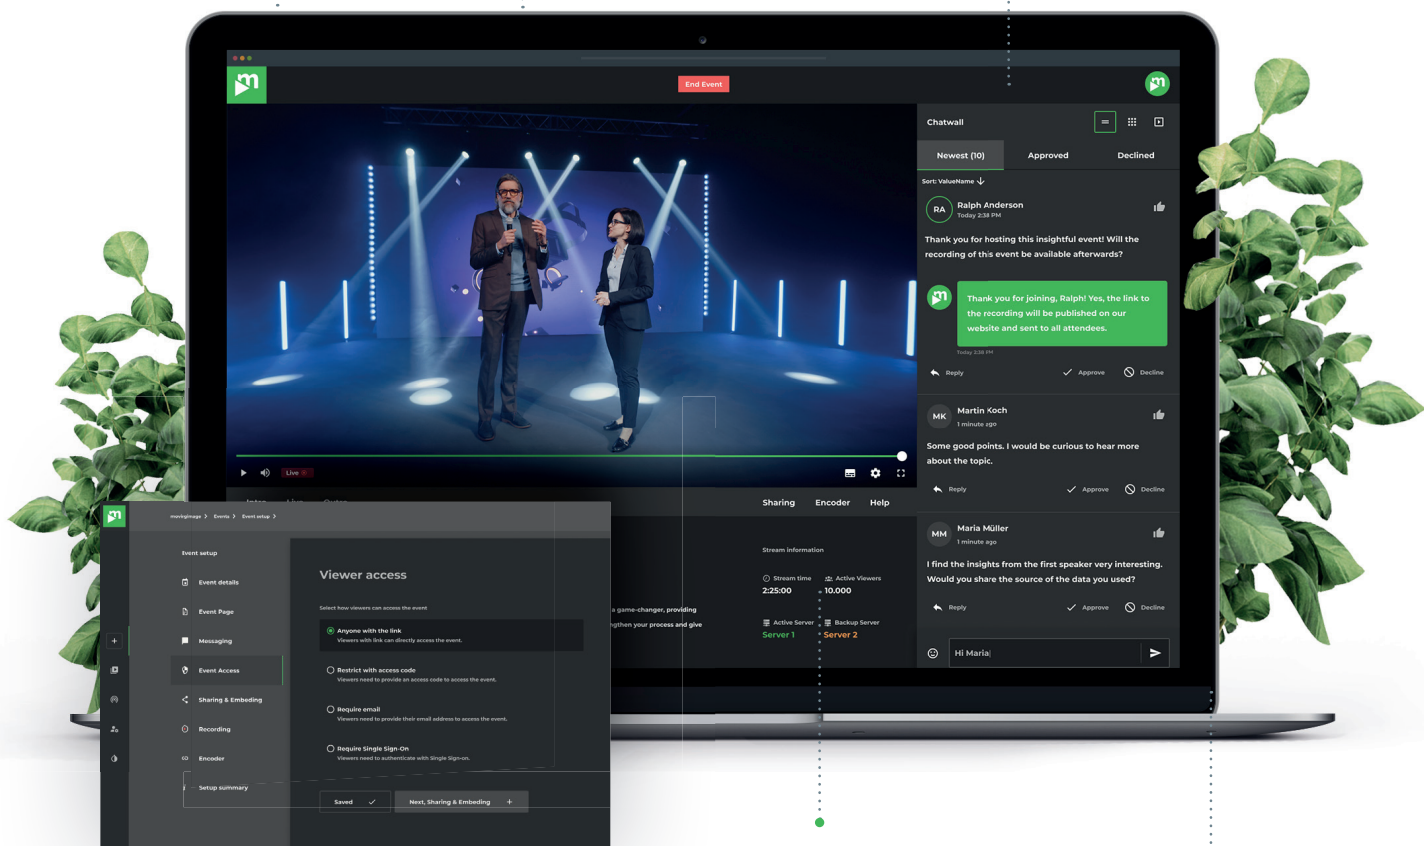 End Event
Chatwall
Newest (10)
Approved
Declined
Sort: ValueName
RA
Ralph Anderson
Today 2:38 PM
Thank you for hosting this insightful event! Will the
recording of this event be available afterwards?
Thank you for joining, Ralph! Yes, the link to
the recording will be published on our
website and sent to all attendees.
Today 2:38 PM
Reply
Approve
Decline
MK
Martin Koch
1 minute ago
Some good points. I would be curious to hear more
about the topic.
Reply
Approve
Decline
MM
Maria Müller
1 minute ago
I find the insights from the first speaker very interesting.
Would you share the source of the data you used?
Reply
Approve
Decline
Hi Maria
Live
Sharing
Encoder
Help
Stream information
Stream time
Active Viewers
2:25:00
10.000
Active Server
Backup Server
Server 1
Server 2
a game-changer, providing
ngthen your process and give
movingimage > Events > Event setup >
Event setup
Event details
Event Page
Messaging
Event Access
Sharing & Embeding
Recording
Encoder
Setup summary
Viewer access
Select how viewers can access the event
Anyone with the link
Viewers with link can directly access the event.
Restrict with access code
Viewers need to provide an access code to access the event.
Require email
Viewers need to provide their email address to access the event.
Require Single Sign-On
Viewers need to authenticate with Single Sign-on.
Saved
Next, Sharing & Embeding +